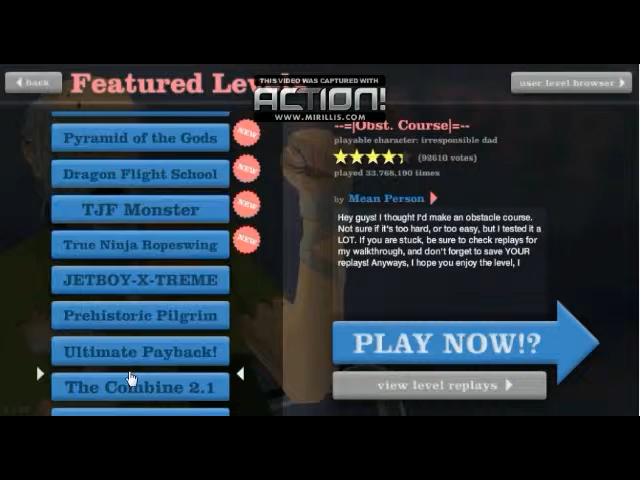 back
Featured Level
THIS VIDEO WAS CAPTURED WITH
ACTION!
WWW.MIRILLIS.COM
user level browser
Pyramid of the Gods
NEW
Dragon Flight School
NEW
TJF Monster
NEW
True Ninja Ropeswing
NEW
JETBOY-X-TREME
Prehistoric Pilgrim
Ultimate Payback!
The Combine 2.1
--=|Obst. Course|=--
playable character: irresponsible dad
(92610 votes)
played 33,768,190 times
by Mean Person
Hey guys! I thought I'd make an obstacle course.
Not sure if it's too hard, or too easy, but I tested it a
LOT. If you are stuck, be sure to check replays for
my walkthrough, and don't forget to save YOUR
replays! Anyways, I hope you enjoy the level, I
PLAY NOW!?
view level replays